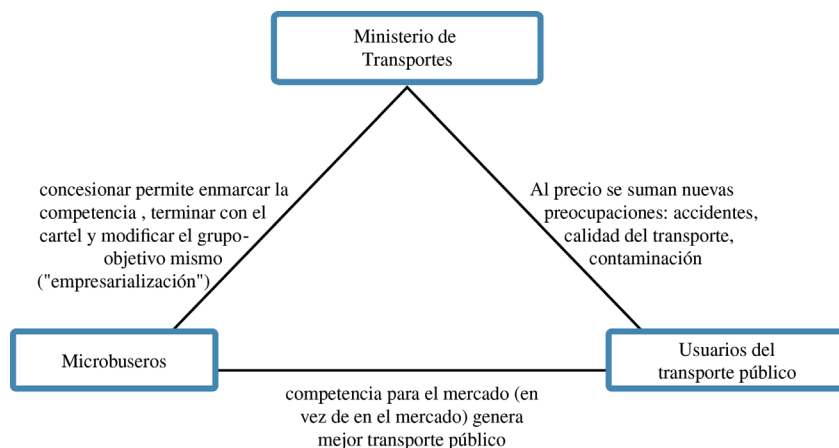 Ministerio de
Transportes
concesionar permite enmarcar la
competencia , terminar con el
cartel y modificar el grupo-
objetivo mismo
("empresarialización")
Al precio se suman nuevas
preocupaciones: accidentes,
calidad del transporte,
contaminación
Microbuseros
Usuarios del
transporte público
competencia para el mercado (en
vez de en el mercado) genera
mejor transporte público